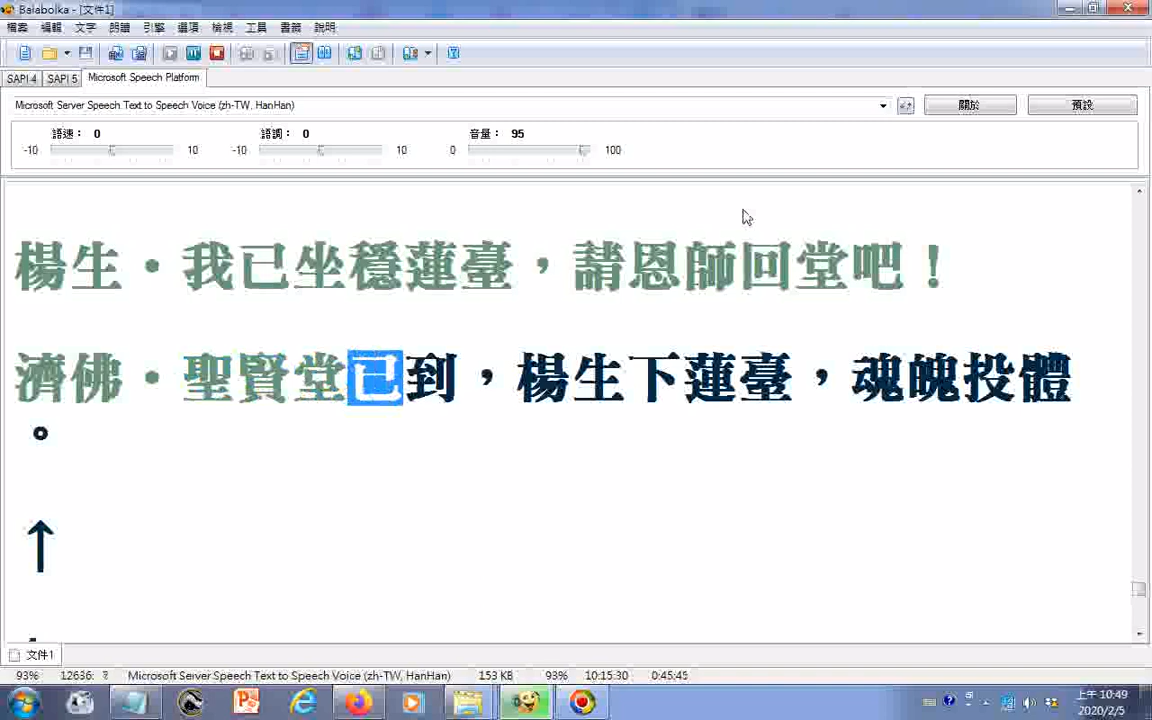 Balabolka - [文件1]
檔案 編輯 文字 朗讀 引擎 選項 檢視 工具 書籤 說明
SAPI 4 SAPI 5 Microsoft Speech Platform
Microsoft Server Speech Text to Speech Voice (zh-TW, HanHan) 關於 預設
語速： 0 語調： 0 音量： 95
-10 10 -10 10 0 100
楊生・我已坐穩蓮臺，請恩師回堂吧！
濟佛・聖賢堂已到，楊生下蓮臺，魂魄投體
。
↑
文件1
93% 12636: ? Microsoft Server Speech Text to Speech Voice (zh-TW, HanHan) 153 KB 93% 10:15:30 0:45:45
上午 10:49
2020/2/5